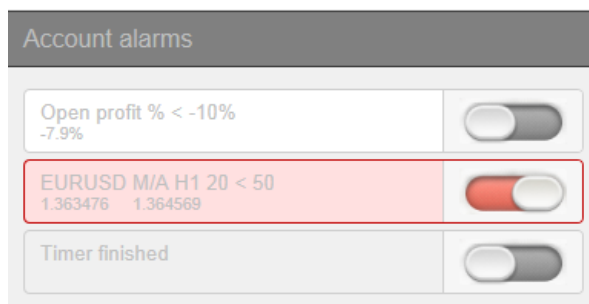 Account alarms
Open profit % < -10%
-7.9%
EURUSD M/A H1 20 < 50
1.363476 1.364569
Timer finished